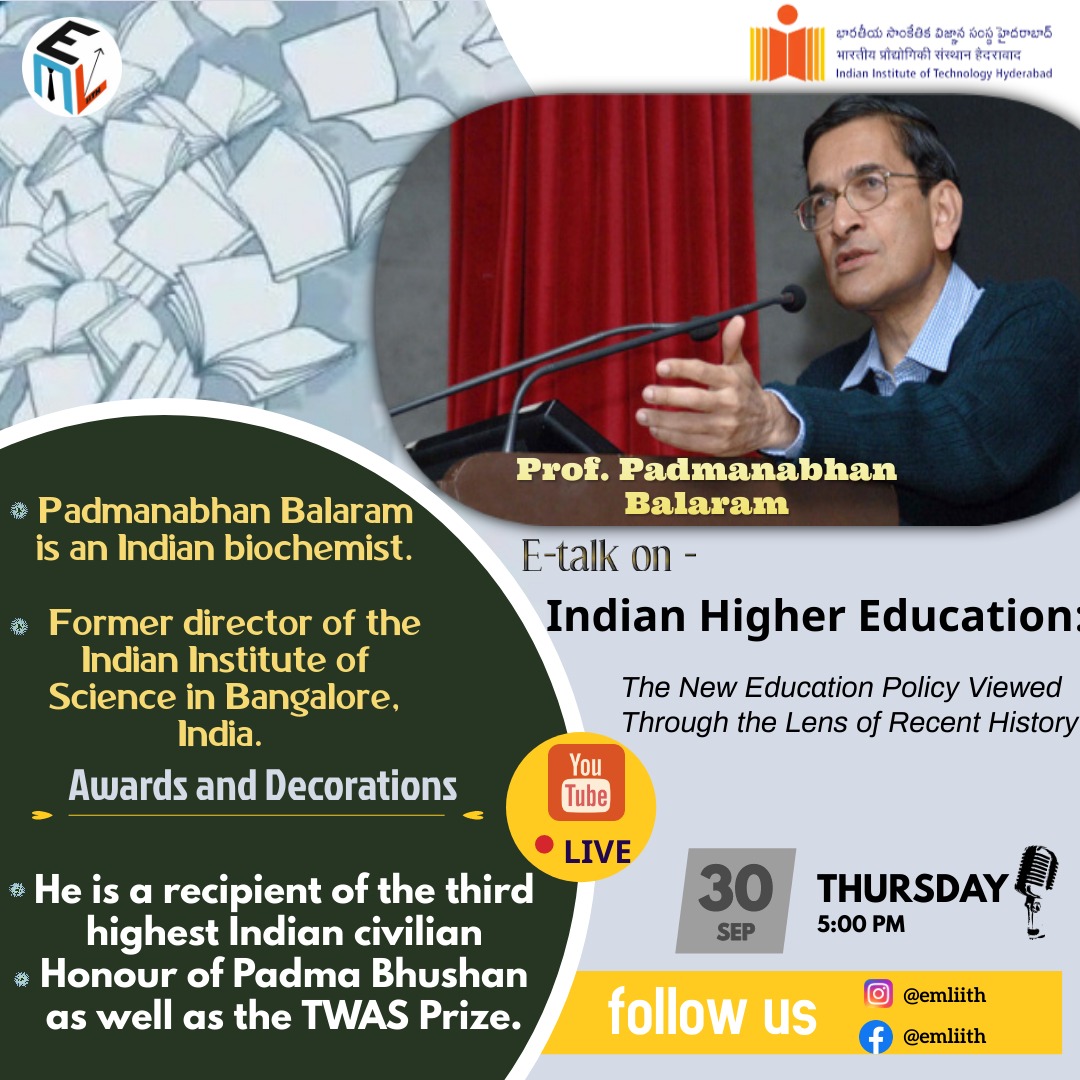 EML
IITH
భారతీయ సాంకేతిక విజ్ఞాన సంస్థ హైదరాబాద్
भारतीय प्रौद्योगिकी संस्थान हैदराबाद
Indian Institute of Technology Hyderabad
Prof. Padmanabhan
Balaram
E-talk on -
Indian Higher Education:
The New Education Policy Viewed
Through the Lens of Recent History
Padmanabhan Balaram
is an Indian biochemist.
Former director of the
Indian Institute of
Science in Bangalore,
India.
Awards and Decorations
He is a recipient of the third
highest Indian civilian
Honour of Padma Bhushan
as well as the TWAS Prize.
You
Tube
LIVE
30
SEP
THURSDAY
5:00 PM
follow us
@emliith
@emliith